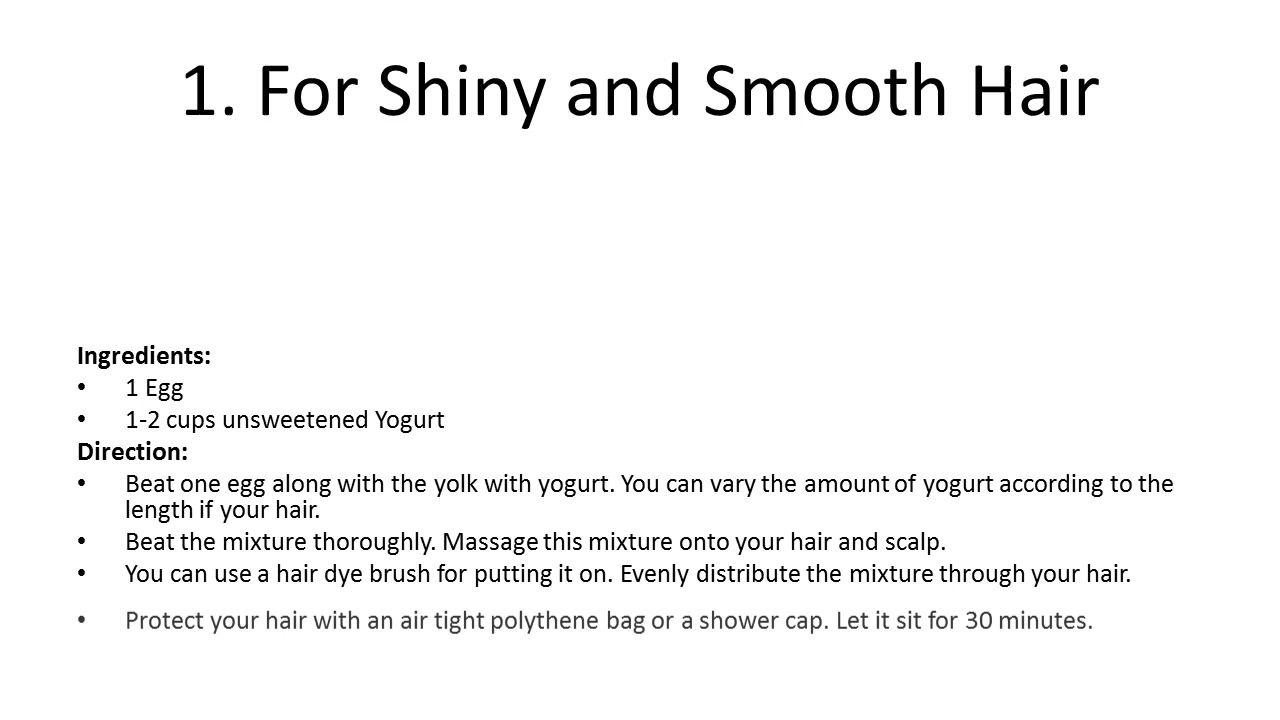 1. For Shiny and Smooth Hair
Ingredients:
• 1 Egg
• 1-2 cups unsweetened Yogurt
Direction:
• Beat one egg along with the yolk with yogurt. You can vary the amount of yogurt according to the
length if your hair.
• Beat the mixture thoroughly. Massage this mixture onto your hair and scalp.
• You can use a hair dye brush for putting it on. Evenly distribute the mixture through your hair.
• Protect your hair with an air tight polythene bag or a shower cap. Let it sit for 30 minutes.